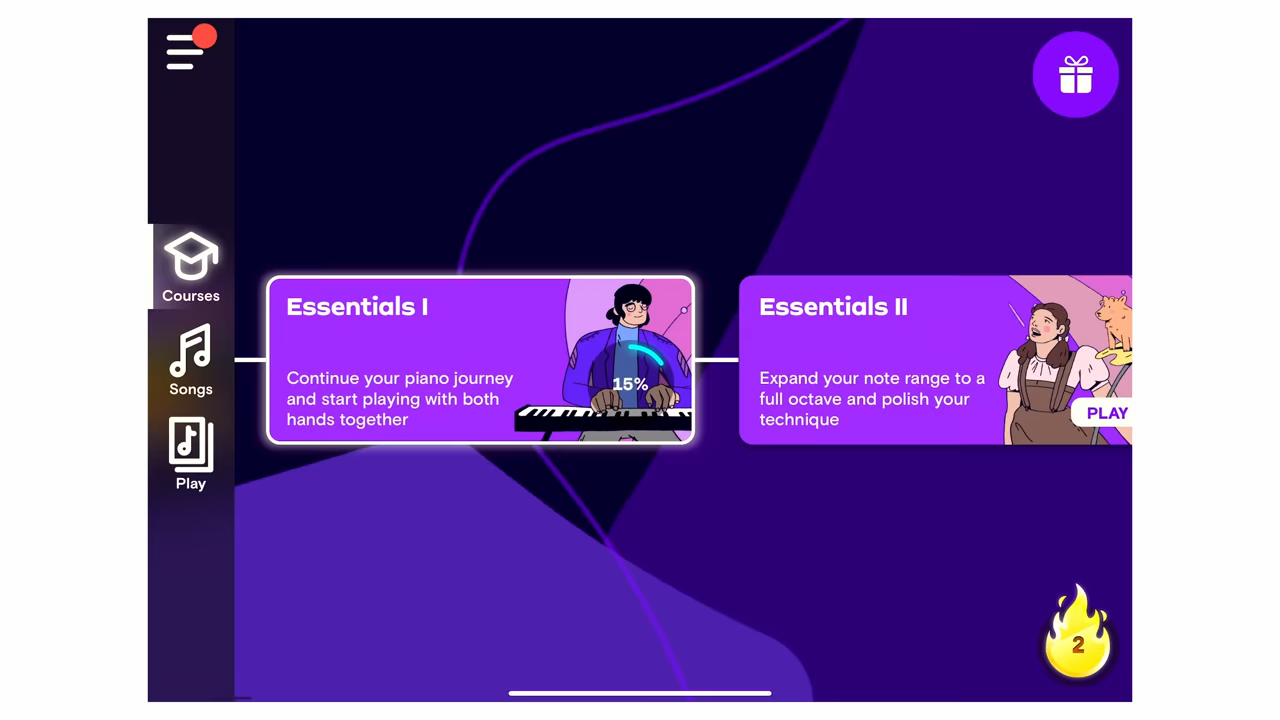 Courses
Songs
Play
Essentials I
Continue your piano journey
and start playing with both
hands together
15%
Essentials II
Expand your note range to a
full octave and polish your
technique
PLAY
2